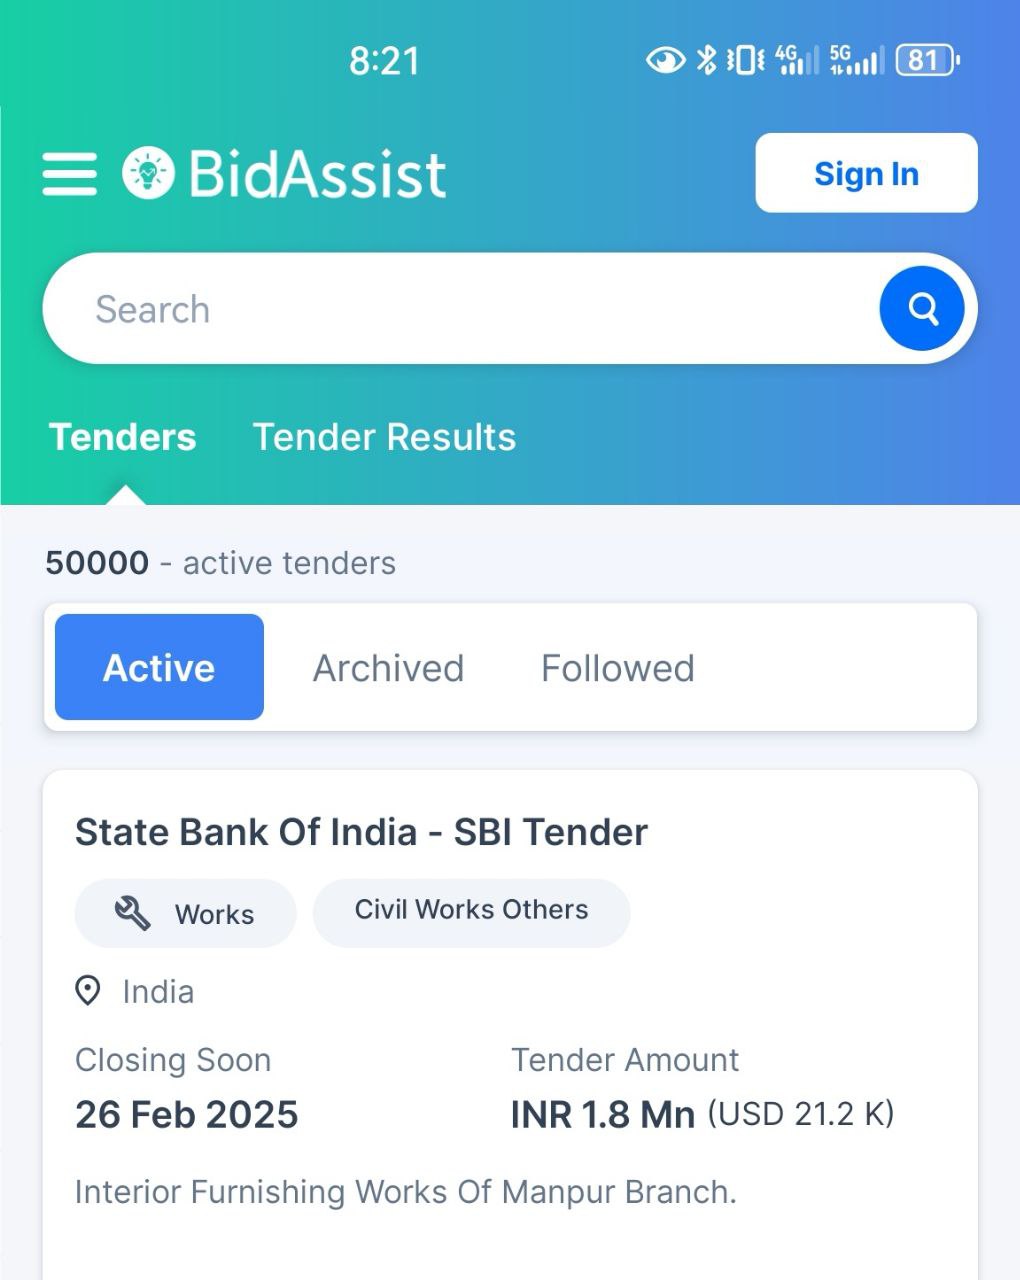 8:21 4G 5G 81
BidAssist Sign In
Search
Tenders Tender Results
50000 - active tenders
Active Archived Followed
State Bank Of India - SBI Tender
Works Civil Works Others
India
Closing Soon Tender Amount
26 Feb 2025 INR 1.8 Mn (USD 21.2 K)
Interior Furnishing Works Of Manpur Branch.